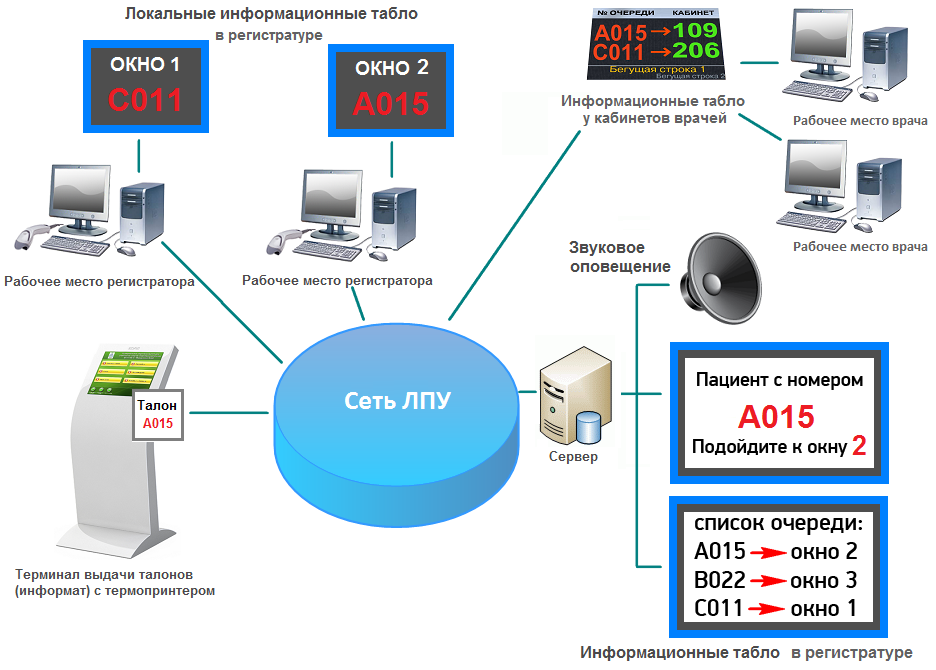 Локальные информационные табло
в регистратуре
ОКНО 1
С011
ОКНО 2
А015
№ ОЧЕРЕДИ КАБИНЕТ
А015→109
С011→206
Бегущая строка 1
Бегущая строка 2
Информационные табло
у кабинетов врачей
Рабочее место врача
Рабочее место врача
Рабочее место регистратора
Рабочее место регистратора
Звуковое
оповещение
Талон
А015
Сеть ЛПУ
Сервер
Пациент с номером
А015
Подойдите к окну 2
список очереди:
А015 → окно 2
В022 → окно 3
С011 → окно 1
Терминал выдачи талонов
(информат) с термопринтером
Информационные табло в регистратуре